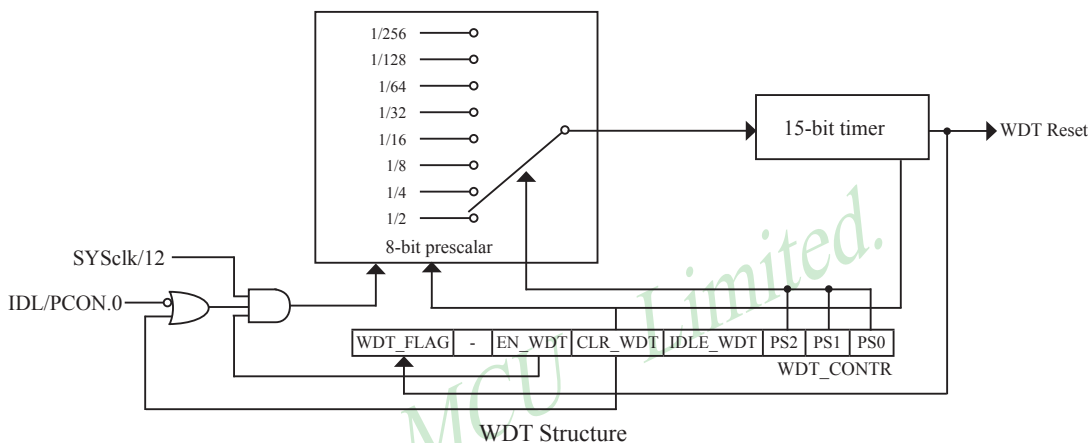 1/256
1/128
1/64
1/32
1/16
1/8
1/4
1/2
8-bit prescalar
15-bit timer
WDT Reset
SYSclk/12
IDL/PCON.0
WDT_FLAG - EN_WDT CLR_WDT IDLE_WDT PS2 PS1 PS0
WDT_CONTR
MCU Limited.
WDT Structure